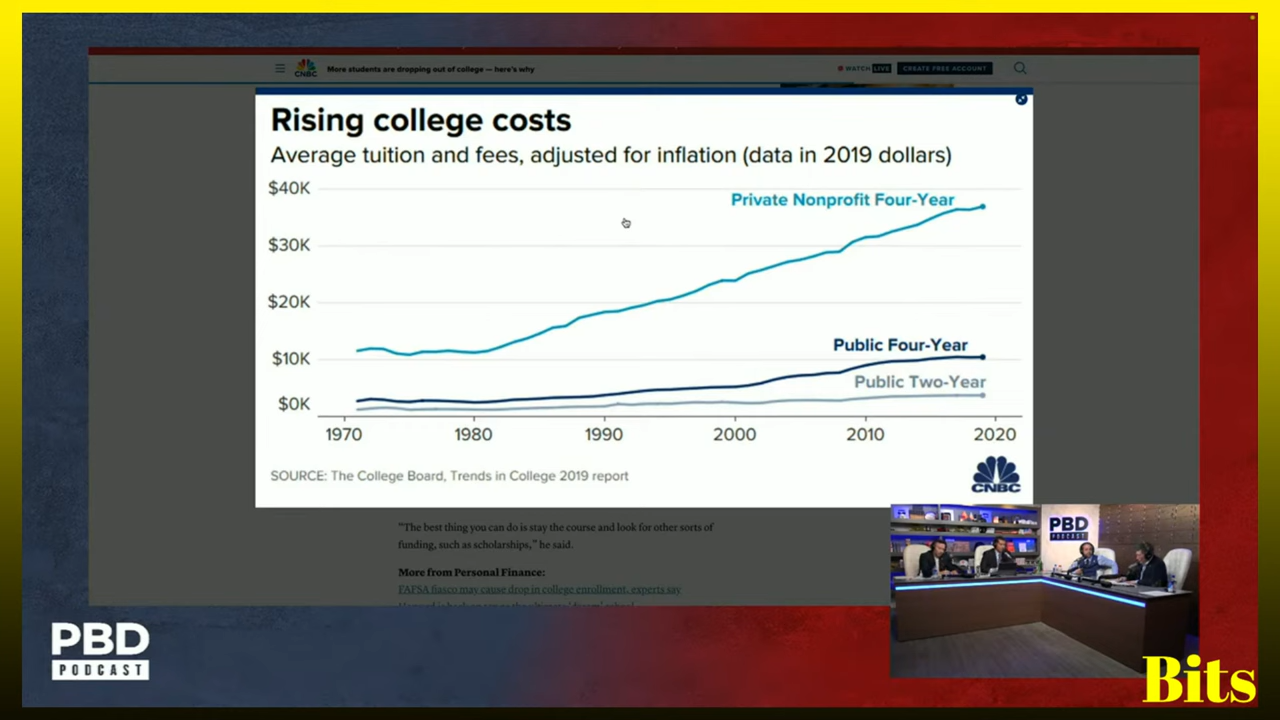 CNBC
More students are dropping out of college — here's why
WATCH LIVE
CREATE FREE ACCOUNT
Rising college costs
Average tuition and fees, adjusted for inflation (data in 2019 dollars)
$40K
Private Nonprofit Four-Year
$30K
$20K
$10K
Public Four-Year
Public Two-Year
$0K
1970 1980 1990 2000 2010 2020
SOURCE: The College Board, Trends in College 2019 report
CNBC
"The best thing you can do is stay the course and look for other sorts of
funding, such as scholarships," he said.
More from Personal Finance:
FAFSA fiasco may cause drop in college enrollment, experts say
PBD
PODCAST
PBD
PODCAST
Bits